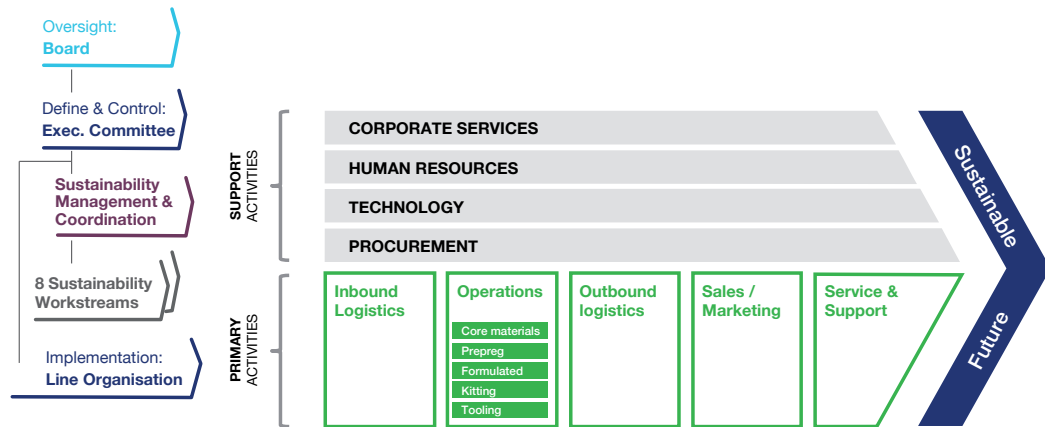 Oversight:
Board
Define & Control:
Exec. Committee
Sustainability
Management &
Coordination
8 Sustainability
Workstreams
Implementation:
Line Organisation
SUPPORT
ACTIVITIES
CORPORATE SERVICES
HUMAN RESOURCES
TECHNOLOGY
PROCUREMENT
PRIMARY
ACTIVITIES
Inbound
Logistics
Operations
Core materials
Prepreg
Formulated
Kitting
Tooling
Outbound
logistics
Sales /
Marketing
Service &
Support
Sustainable
Future